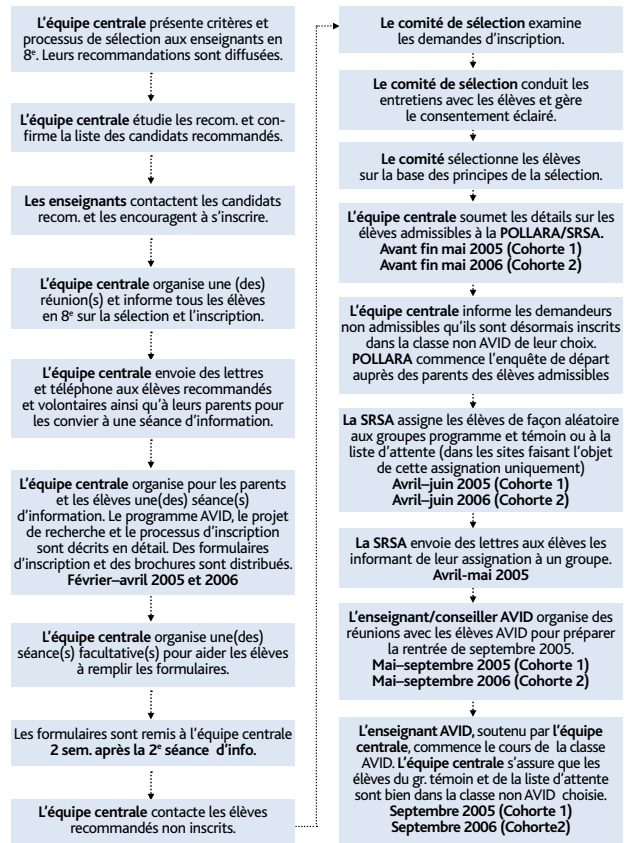 L'équipe centrale présente critères et
processus de sélection aux enseignants en
8e. Leurs recommandations sont diffusées.
L'équipe centrale étudie les recom. et con-
firme la liste des candidats recommandés.
Les enseignants contactent les candidats
recom. et les encouragent à s'inscrire.
L'équipe centrale organise une (des)
réunion(s) et informe tous les élèves
en 8e sur la sélection et l'inscription.
L'équipe centrale envoie des lettres
et téléphone aux élèves recommandés
et volontaires ainsi qu'à leurs parents pour
les convier à une séance d'information.
L'équipe centrale organise pour les parents
et les élèves une(des) séance(s)
d'information. Le programme AVID, le projet
de recherche et le processus d'inscription
sont décrits en détail. Des formulaires
d'inscription et des brochures sont distribués.
Février–avril 2005 et 2006
L'équipe centrale organise une(des)
séance(s) facultative(s) pour aider les élèves
à remplir les formulaires.
Les formulaires sont remis à l'équipe centrale
2 sem. après la 2e séance d'info.
L'équipe centrale contacte les élèves
recommandés non inscrits.
Le comité de sélection examine
les demandes d'inscription.
Le comité de sélection conduit les
entretiens avec les élèves et gère
le consentement éclairé.
Le comité sélectionne les élèves
sur la base des principes de la sélection.
L'équipe centrale soumet les détails sur les
élèves admissibles à la POLLARA/SRSA.
Avant fin mai 2005 (Cohorte 1)
Avant fin mai 2006 (Cohorte 2)
L'équipe centrale informe les demandeurs
non admissibles qu'ils sont désormais inscrits
dans la classe non AVID de leur choix.
POLLARA commence l'enquête de départ
auprès des parents des élèves admissibles
La SRSA assigne les élèves de façon aléatoire
aux groupes programme et témoin ou à la
liste d'attente (dans les sites faisant l'objet
de cette assignation uniquement)
Avril–juin 2005 (Cohorte 1)
Avril–juin 2006 (Cohorte 2)
La SRSA envoie des lettres aux élèves les
informant de leur assignation à un groupe.
Avril-mai 2005
L'enseignant/conseiller AVID organise des
réunions avec les élèves AVID pour préparer
la rentrée de septembre 2005.
Mai–septembre 2005 (Cohorte 1)
Mai–septembre 2006 (Cohorte 2)
L'enseignant AVID, soutenu par l'équipe
centrale, commence le cours de la classe
AVID. L'équipe centrale s'assure que les
élèves du gr. témoin et de la liste d'attente
sont bien dans la classe non AVID choisie.
Septembre 2005 (Cohorte 1)
Septembre 2006 (Cohorte2)